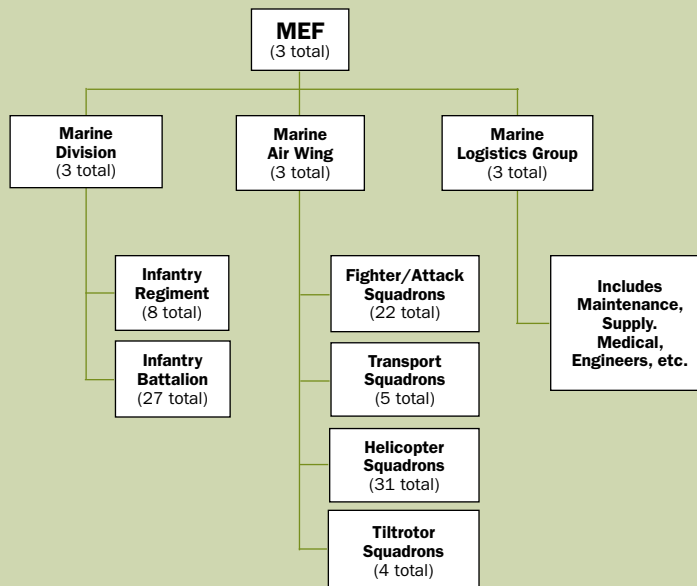 MEF
(3 total)
Marine
Division
(3 total)
Marine
Air Wing
(3 total)
Marine
Logistics Group
(3 total)
Infantry
Regiment
(8 total)
Infantry
Battalion
(27 total)
Fighter/Attack
Squadrons
(22 total)
Transport
Squadrons
(5 total)
Helicopter
Squadrons
(31 total)
Tiltrotor
Squadrons
(4 total)
Includes
Maintenance,
Supply.
Medical,
Engineers, etc.